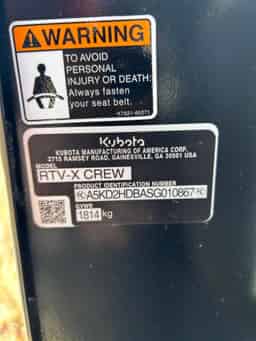 WARNING
TO AVOID
PERSONAL
INJURY OR DEATH:
Always fasten
your seat belt.
Kubota
KUBOTA MANUFACTURING OF AMERICA CORP.
2715 RAMSEY ROAD, GAINESVILLE, GA 30501 USA
MODEL
RTV-X CREW
PRODUCT IDENTIFICATION NUMBER
A5KD2HDBASG010867
GVWR
1814 kg